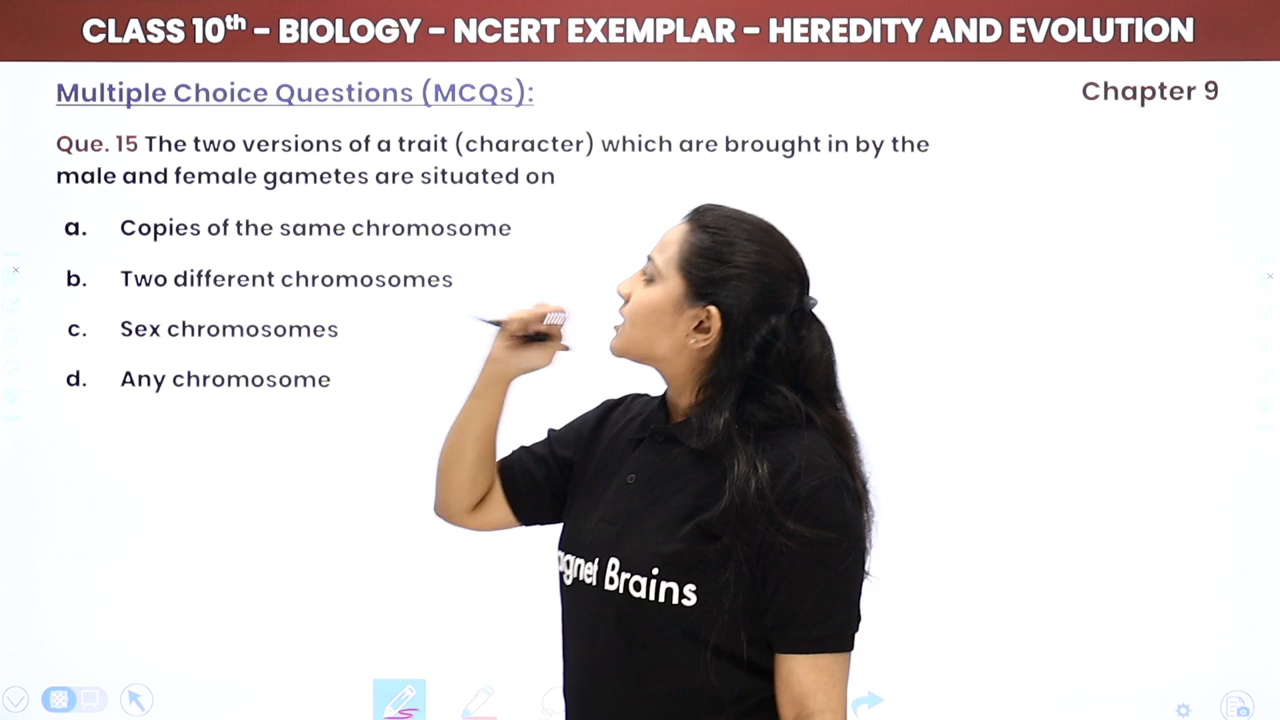 CLASS 10th – BIOLOGY – NCERT EXEMPLAR – HEREDITY AND EVOLUTION
Multiple Choice Questions (MCQs):
Chapter 9
Que. 15 The two versions of a trait (character) which are brought in by the
male and female gametes are situated on
a. Copies of the same chromosome
b. Two different chromosomes
c. Sex chromosomes
d. Any chromosome
agnet Brains